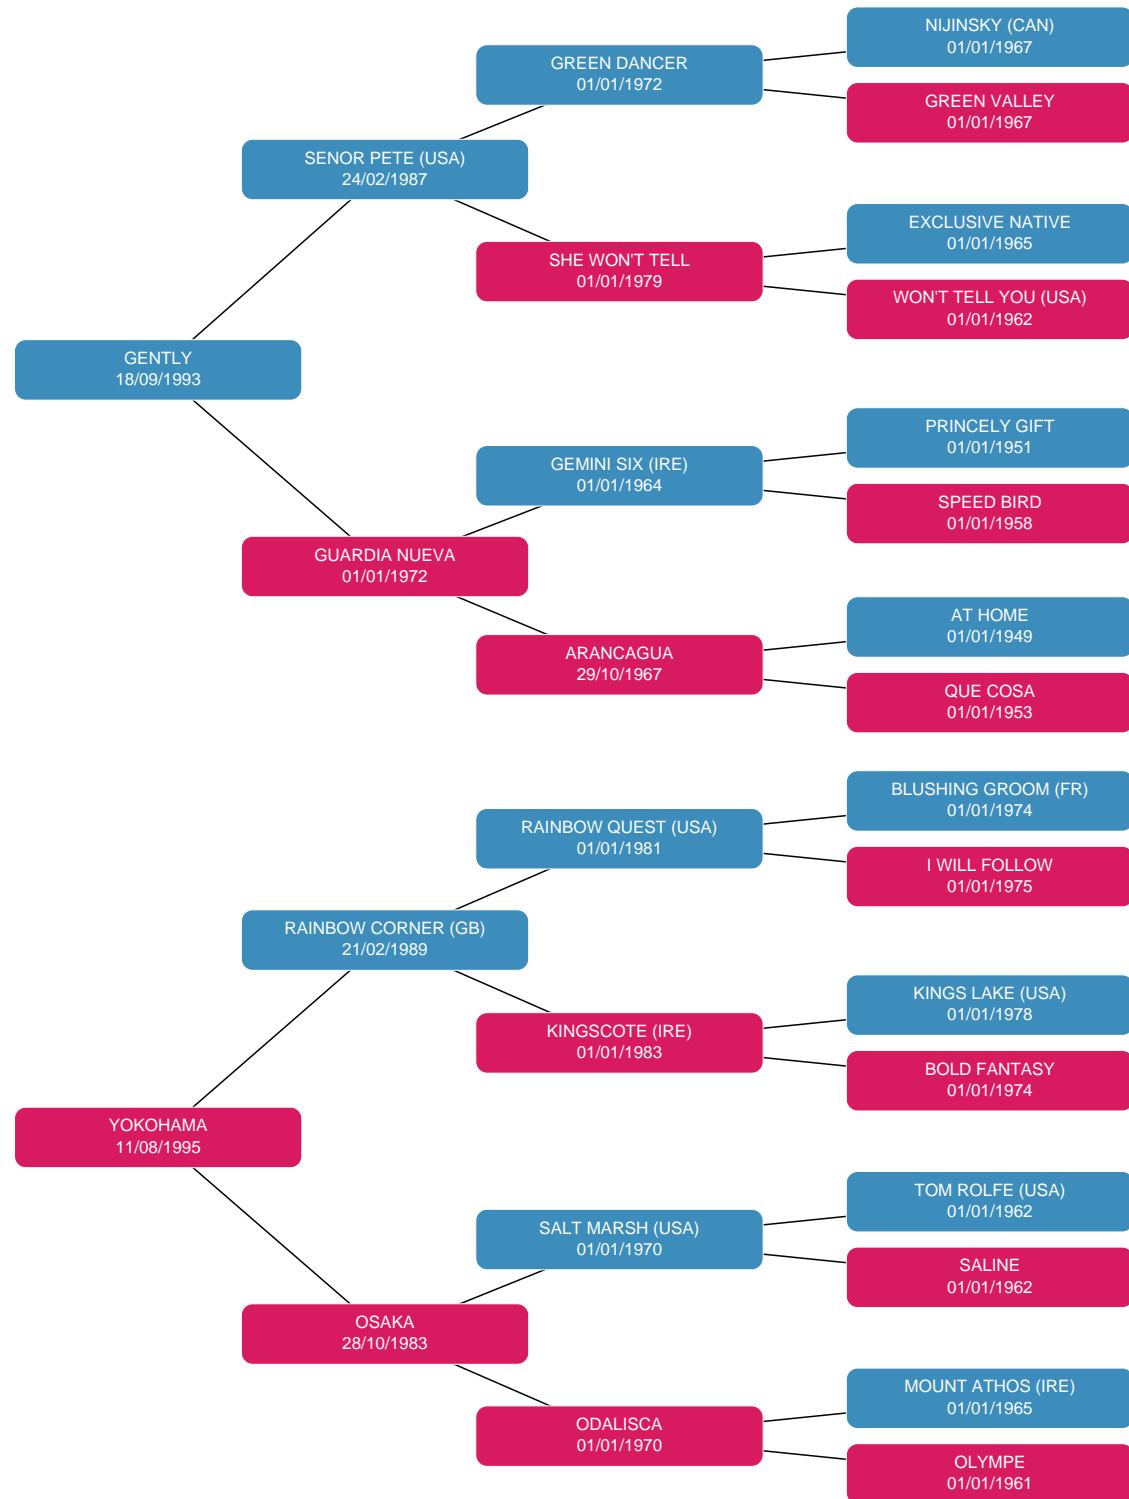 NIJINSKY (CAN)
01/01/1967
GREEN DANCER
01/01/1972
GREEN VALLEY
01/01/1967
SENOR PETE (USA)
24/02/1987
EXCLUSIVE NATIVE
01/01/1965
SHE WON'T TELL
01/01/1979
WON'T TELL YOU (USA)
01/01/1962
GENTLY
18/09/1993
PRINCELY GIFT
01/01/1951
GEMINI SIX (IRE)
01/01/1964
SPEED BIRD
01/01/1958
GUARDIA NUEVA
01/01/1972
AT HOME
01/01/1949
ARANCAGUA
29/10/1967
QUE COSA
01/01/1953
BLUSHING GROOM (FR)
01/01/1974
RAINBOW QUEST (USA)
01/01/1981
I WILL FOLLOW
01/01/1975
RAINBOW CORNER (GB)
21/02/1989
KINGS LAKE (USA)
01/01/1978
KINGSCOTE (IRE)
01/01/1983
BOLD FANTASY
01/01/1974
YOKOHAMA
11/08/1995
TOM ROLFE (USA)
01/01/1962
SALT MARSH (USA)
01/01/1970
SALINE
01/01/1962
OSAKA
28/10/1983
MOUNT ATHOS (IRE)
01/01/1965
ODALISCA
01/01/1970
OLYMPE
01/01/1961